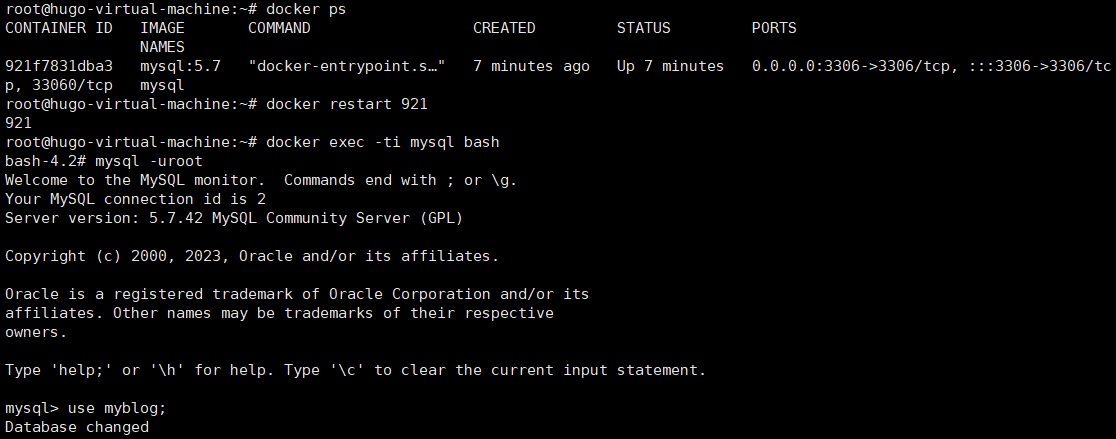 root@hugo-virtual-machine:~# docker ps
CONTAINER ID   IMAGE       COMMAND                  CREATED         STATUS         PORTS
               NAMES
921f7831dba3   mysql:5.7   "docker-entrypoint.s…"   7 minutes ago   Up 7 minutes   0.0.0.0:3306->3306/tcp, :::3306->3306/tc
p, 33060/tcp   mysql
root@hugo-virtual-machine:~# docker restart 921
921
root@hugo-virtual-machine:~# docker exec -ti mysql bash
bash-4.2# mysql -uroot
Welcome to the MySQL monitor.  Commands end with ; or \g.
Your MySQL connection id is 2
Server version: 5.7.42 MySQL Community Server (GPL)

Copyright (c) 2000, 2023, Oracle and/or its affiliates.

Oracle is a registered trademark of Oracle Corporation and/or its
affiliates. Other names may be trademarks of their respective
owners.

Type 'help;' or '\h' for help. Type '\c' to clear the current input statement.

mysql> use myblog;
Database changed